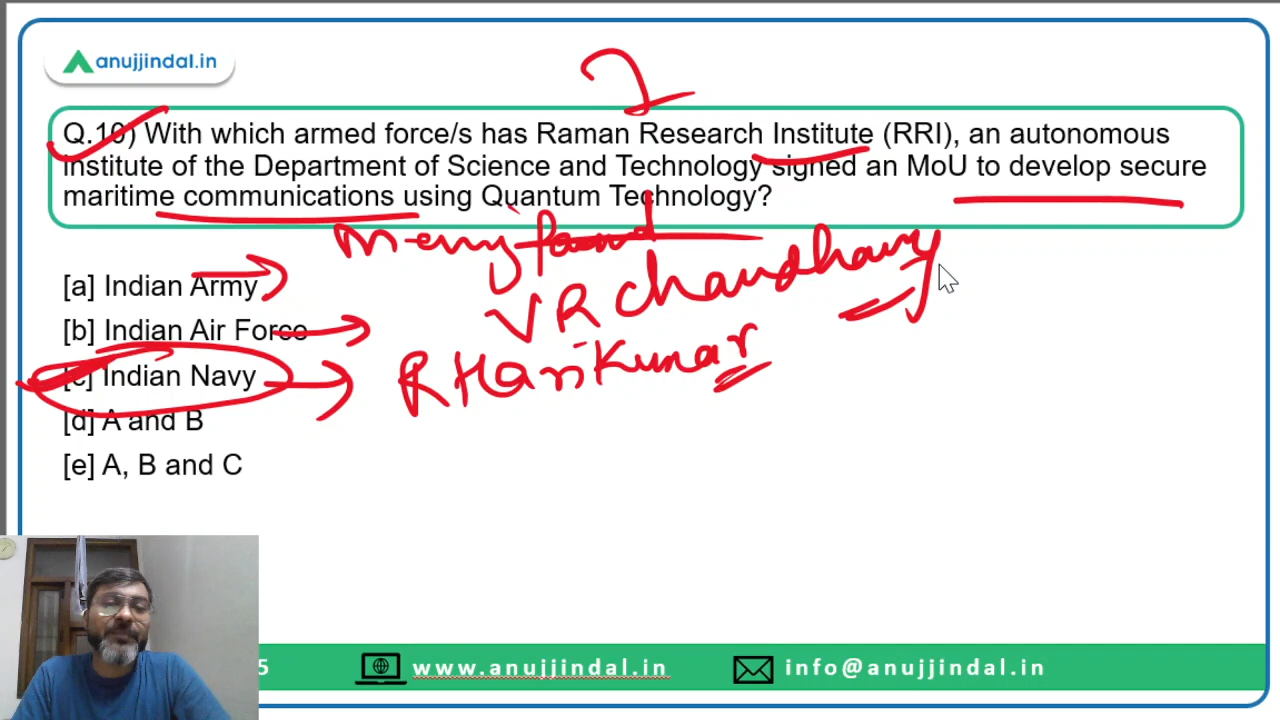 anujjindal.in
Q.10) With which armed force/s has Raman Research Institute (RRI), an autonomous
institute of the Department of Science and Technology signed an MoU to develop secure
maritime communications using Quantum Technology?
[a] Indian Army
VR Chaudhary
[b] Indian Air Force
[c] Indian Navy
R Hari Kumar
[d] A and B
[e] A, B and C
5
www.anujjindal.in
info@anujjindal.in